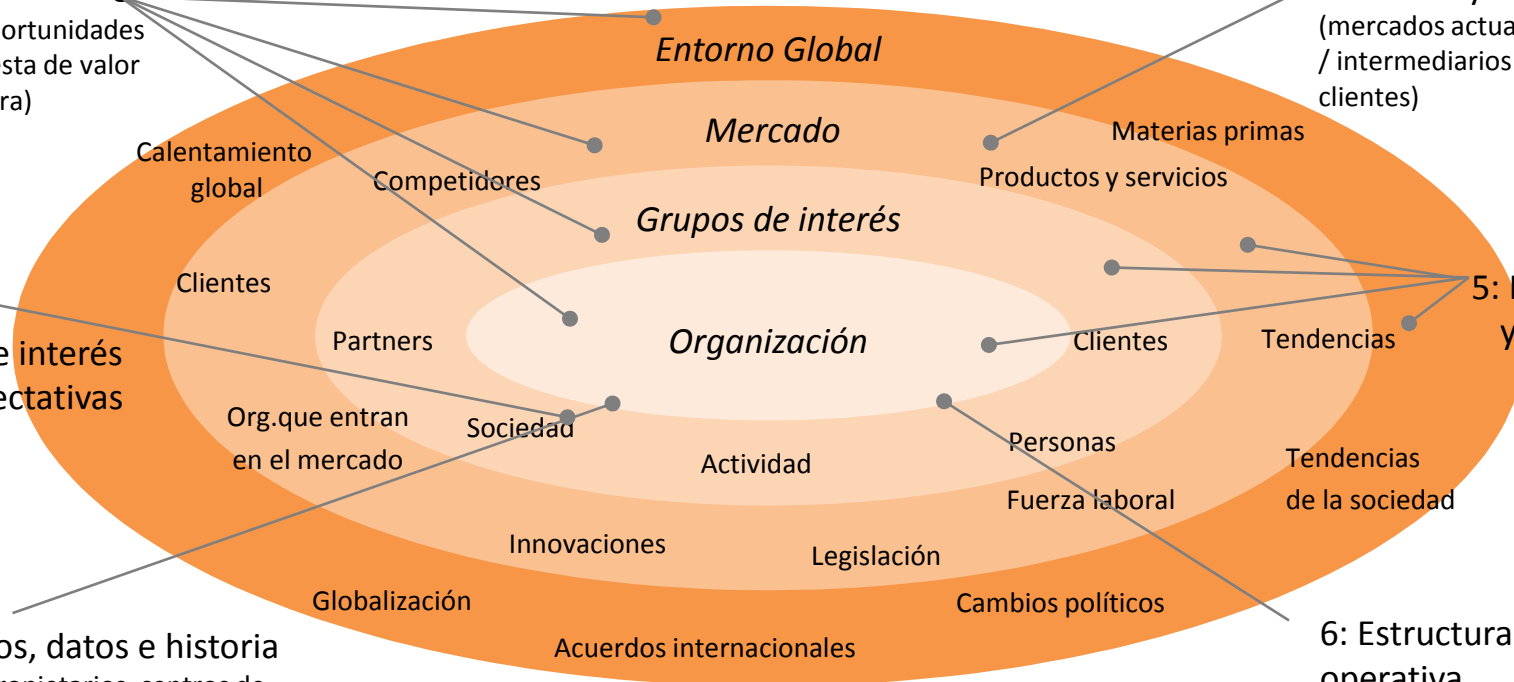 ortunidades
esta de valor
ra)
(mercados actua
/ intermediarios
clientes)
Entorno Global
Mercado
Materias primas
Calentamiento
global
Competidores
Productos y servicios
Grupos de interés
Clientes
5:
y
Partners
Organización
Clientes
Tendencias
e interés
ectativas
Org.que entran
en el mercado
Sociedad
Actividad
Personas
Tendencias
de la sociedad
Fuerza laboral
Innovaciones
Legislación
Globalización
Cambios políticos
Acuerdos internacionales
os, datos e historia
6: Estructura
operativa